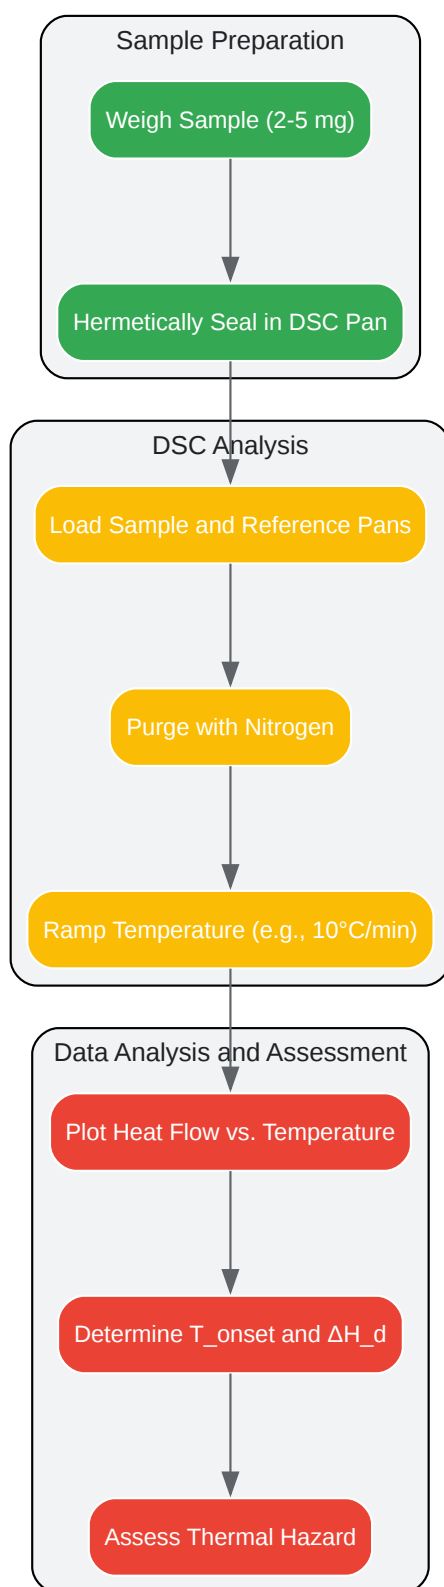 Sample Preparation
Weigh Sample (2-5 mg)
Hermetically Seal in DSC Pan
DSC Analysis
Load Sample and Reference Pans
Purge with Nitrogen
Ramp Temperature (e.g., 10°C/min)
Data Analysis and Assessment
Plot Heat Flow vs. Temperature
Determine T_onset and ΔH_d
Assess Thermal Hazard